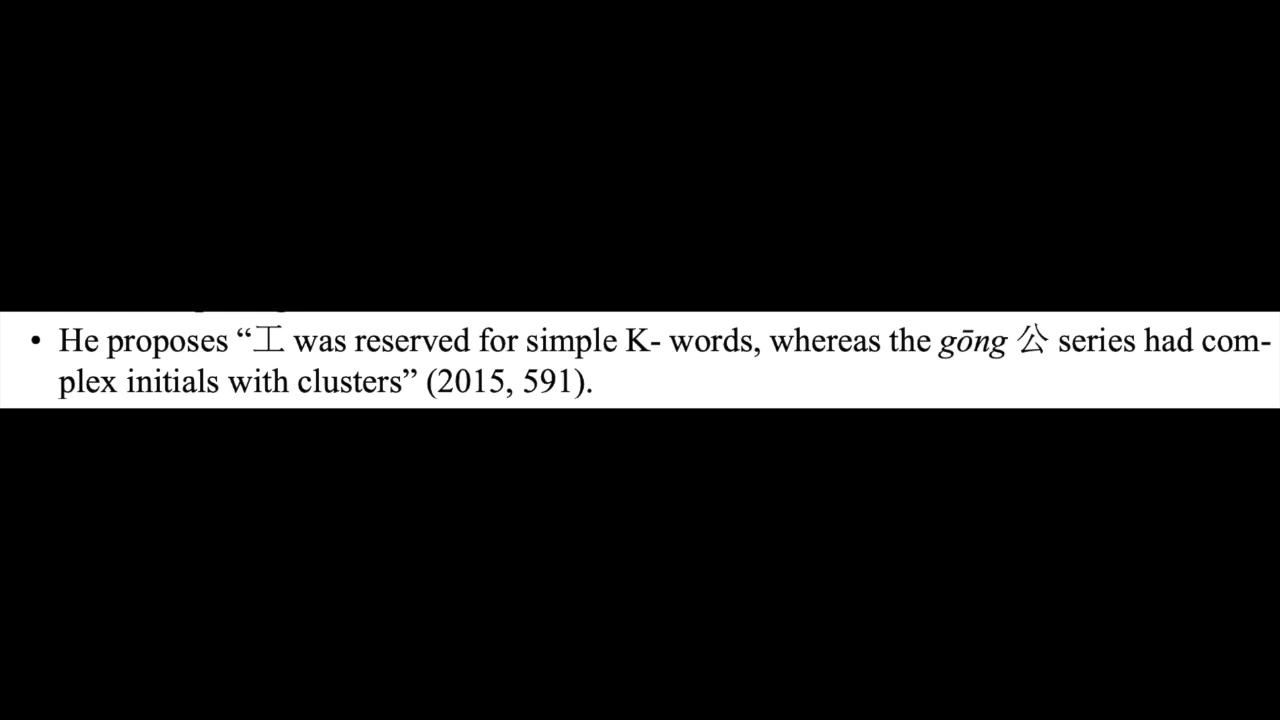 • He proposes “工 was reserved for simple K- words, whereas the gōng 公 series had com-
plex initials with clusters” (2015, 591).